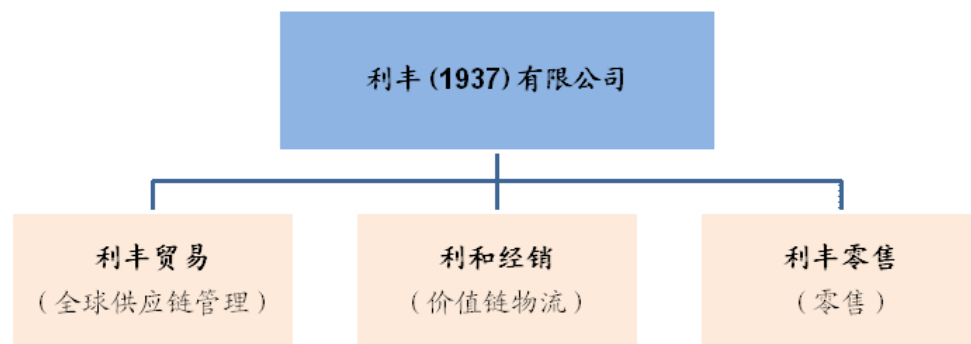 利丰(1937)有限公司
利丰贸易
（全球供应链管理）
利和经销
（价值链物流）
利丰零售
（零售）